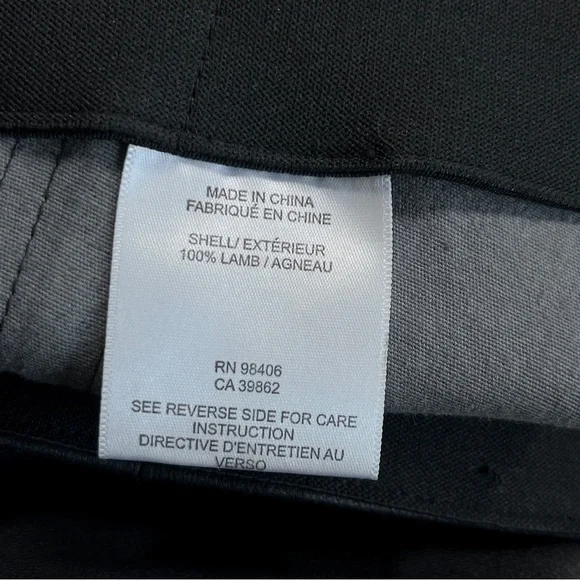 MADE IN CHINA
FABRIQUÉ EN CHINE
SHELL/ EXTÉRIEUR
100% LAMB / AGNEAU
RN 98406
CA 39862
SEE REVERSE SIDE FOR CARE
INSTRUCTION
DIRECTIVE D'ENTRETIEN AU
VERSO